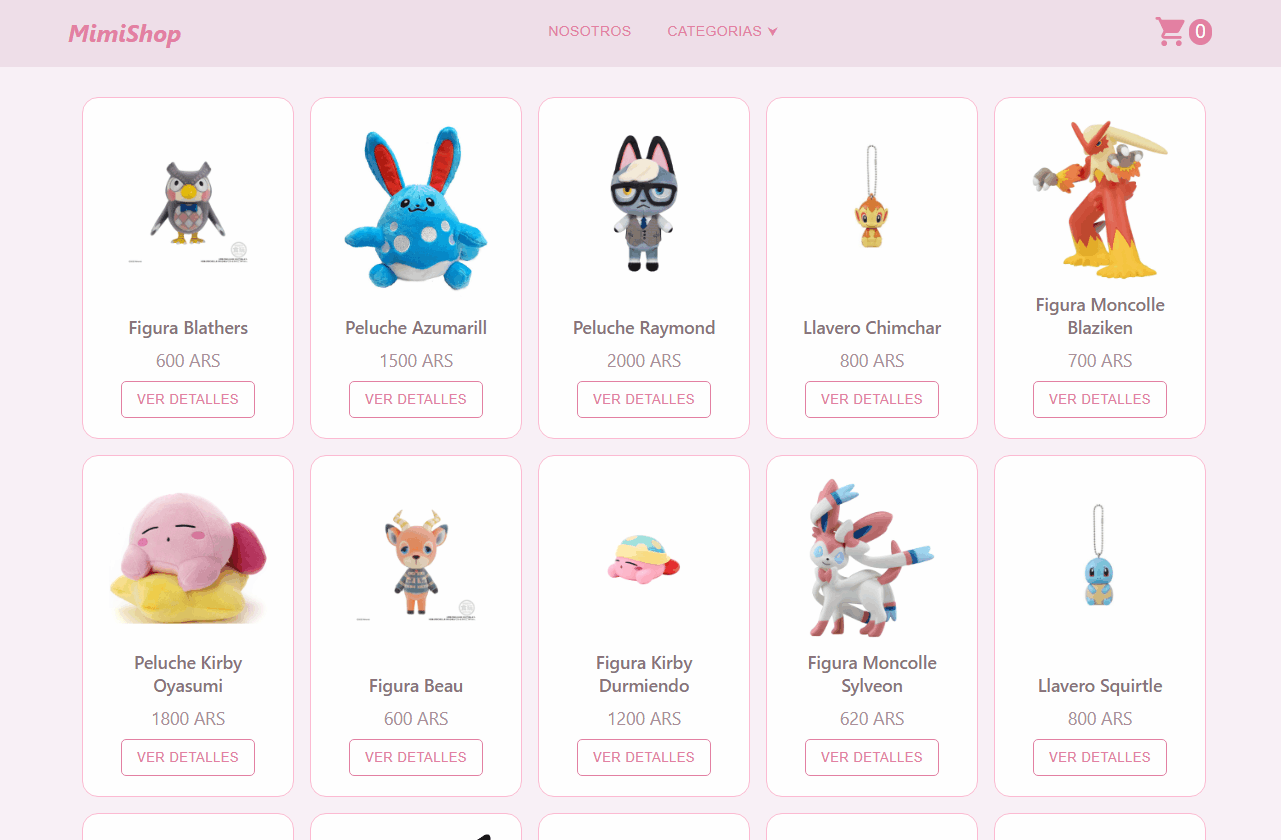 MimiShop
NOSOTROS
CATEGORIAS
0
Figura Blathers
600 ARS
VER DETALLES
Peluche Azumarill
1500 ARS
VER DETALLES
Peluche Raymond
2000 ARS
VER DETALLES
Llavero Chimchar
800 ARS
VER DETALLES
Figura Moncolle
Blaziken
700 ARS
VER DETALLES
Peluche Kirby
Oyasumi
1800 ARS
VER DETALLES
Figura Beau
600 ARS
VER DETALLES
Figura Kirby
Durmiendo
1200 ARS
VER DETALLES
Figura Moncolle
Sylveon
620 ARS
VER DETALLES
Llavero Squirtle
800 ARS
VER DETALLES